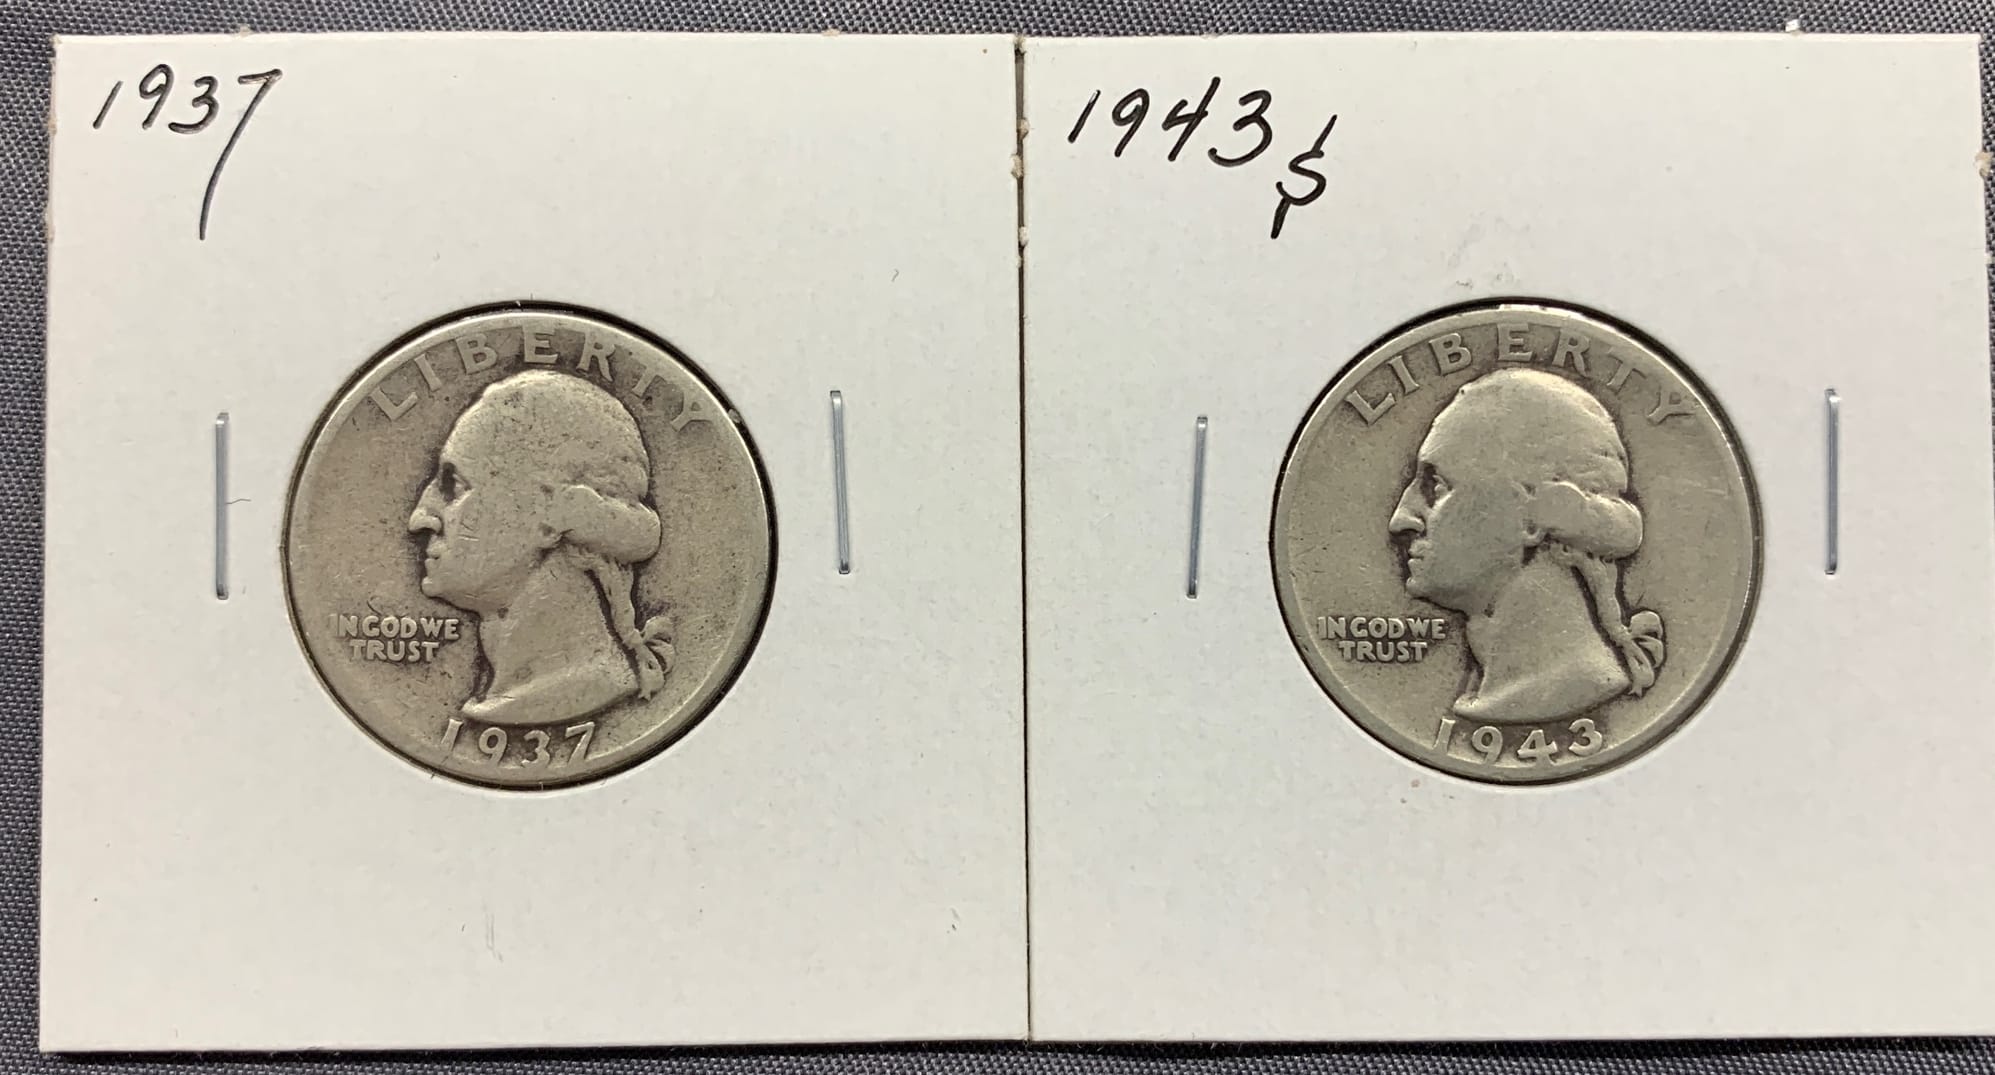 1937
LIBERTY
IN GOD WE
TRUST
1937
1943 S
LIBERTY
IN GOD WE
TRUST
1943